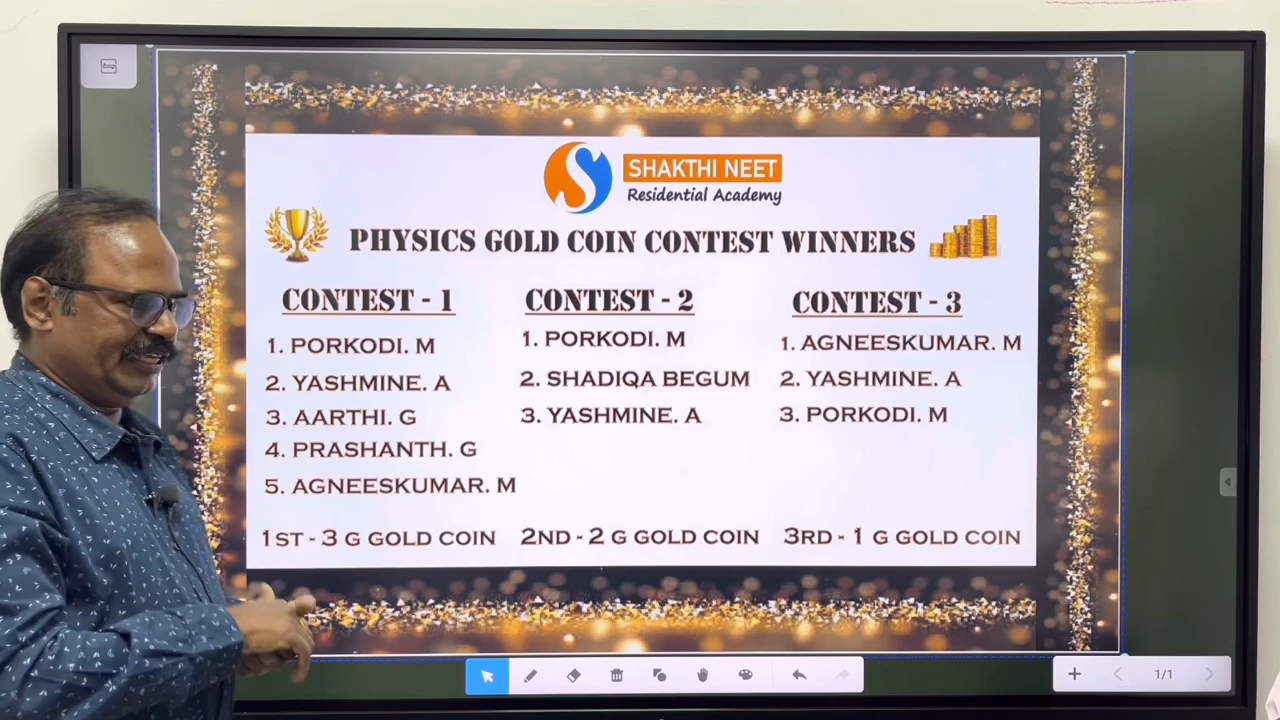 SHAKTHI NEET
Residential Academy
PHYSICS GOLD COIN CONTEST WINNERS
CONTEST - 1
1. PORKODI. M
2. YASHMINE. A
3. AARTHI. G
4. PRASHANTH. G
5. AGNEESKUMAR. M
CONTEST - 2
1. PORKODI. M
2. SHADIQA BEGUM
3. YASHMINE. A
CONTEST - 3
1. AGNEESKUMAR. M
2. YASHMINE. A
3. PORKODI. M
1ST - 3 G GOLD COIN
2ND - 2 G GOLD COIN
3RD - 1 G GOLD COIN
1/1